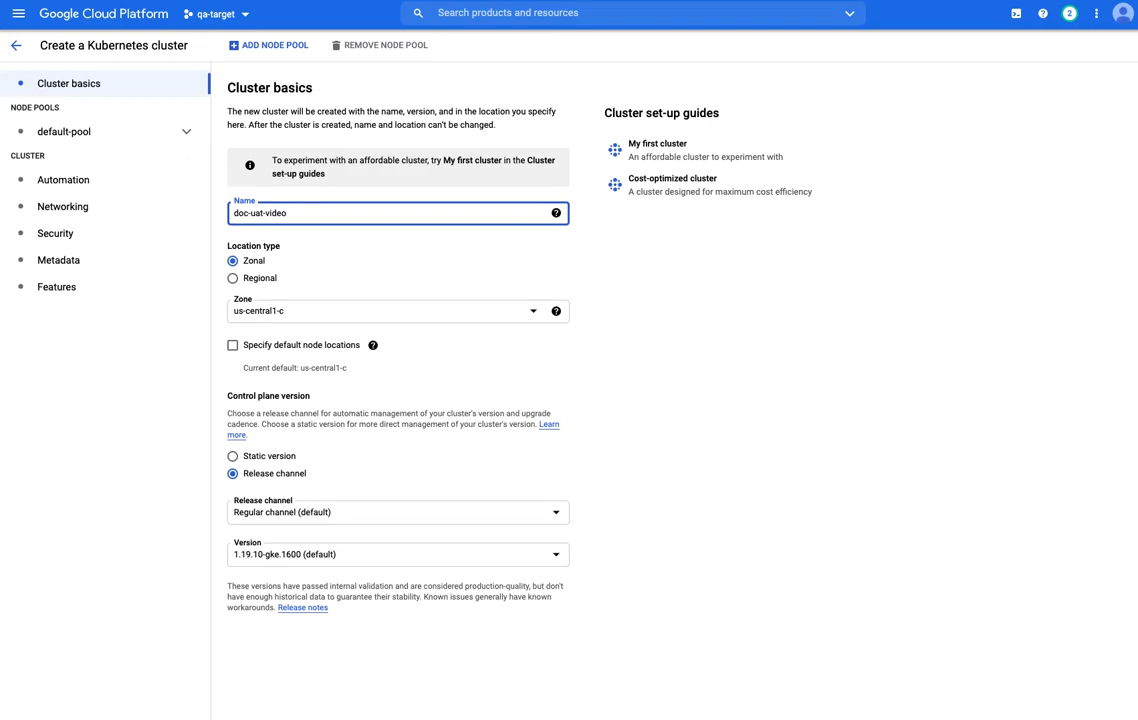 Google Cloud Platform
qa-target
Search products and resources
2
Create a Kubernetes cluster
ADD NODE POOL
REMOVE NODE POOL
Cluster basics
NODE POOLS
default-pool
CLUSTER
Automation
Networking
Security
Metadata
Features
Cluster basics
The new cluster will be created with the name, version, and in the location you specify
here. After the cluster is created, name and location can't be changed.
To experiment with an affordable cluster, try My first cluster in the Cluster
set-up guides
Name
doc-uat-video
Location type
Zonal
Regional
Zone
us-central1-c
Specify default node locations
Current default: us-central1-c
Control plane version
Choose a release channel for automatic management of your cluster's version and upgrade
cadence. Choose a static version for more direct management of your cluster's version. Learn
more.
Static version
Release channel
Release channel
Regular channel (default)
Version
1.19.10-gke.1600 (default)
These versions have passed internal validation and are considered production-quality, but don't
have enough historical data to guarantee their stability. Known issues generally have known
workarounds. Release notes
Cluster set-up guides
My first cluster
An affordable cluster to experiment with
Cost-optimized cluster
A cluster designed for maximum cost efficiency